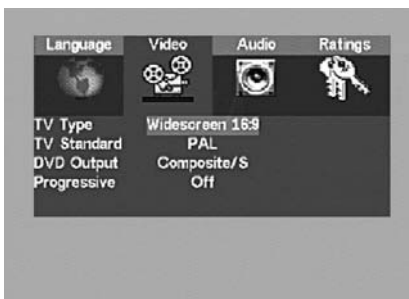 Language Video Audio Ratings
TV Type Widescreen 16:9
TV Standard PAL
DVD Output Composite/S
Progressive Off